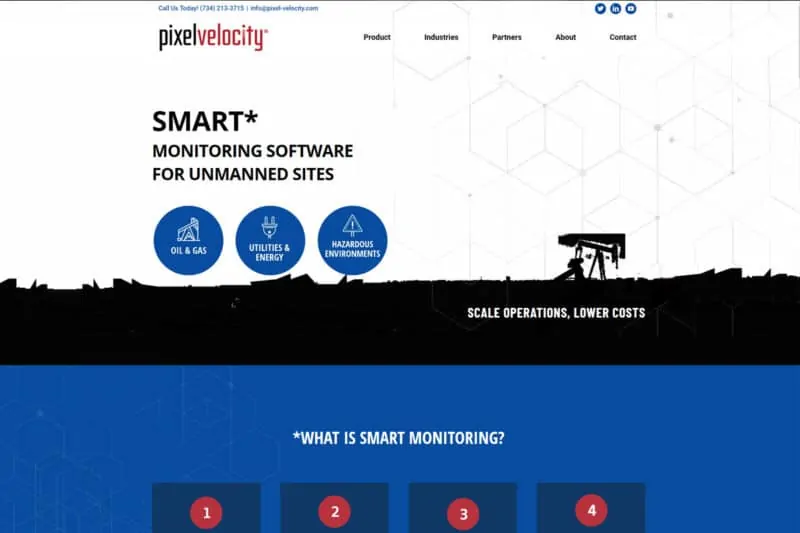 Call Us Today! (734) 213-3715 | info@pixel-velocity.com
pixelvelocity®
Product Industries Partners About Contact
SMART*
MONITORING SOFTWARE
FOR UNMANNED SITES
OIL & GAS
UTILITIES &
ENERGY
HAZARDOUS
ENVIRONMENTS
SCALE OPERATIONS, LOWER COSTS
*WHAT IS SMART MONITORING?
1 2 3 4